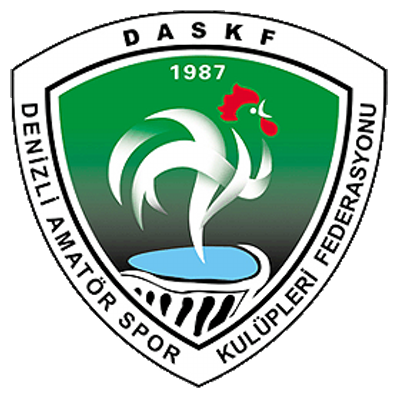 DASKF
1987
DENİZLİ AMATÖR SPOR
KULÜPLERİ FEDERASYONU